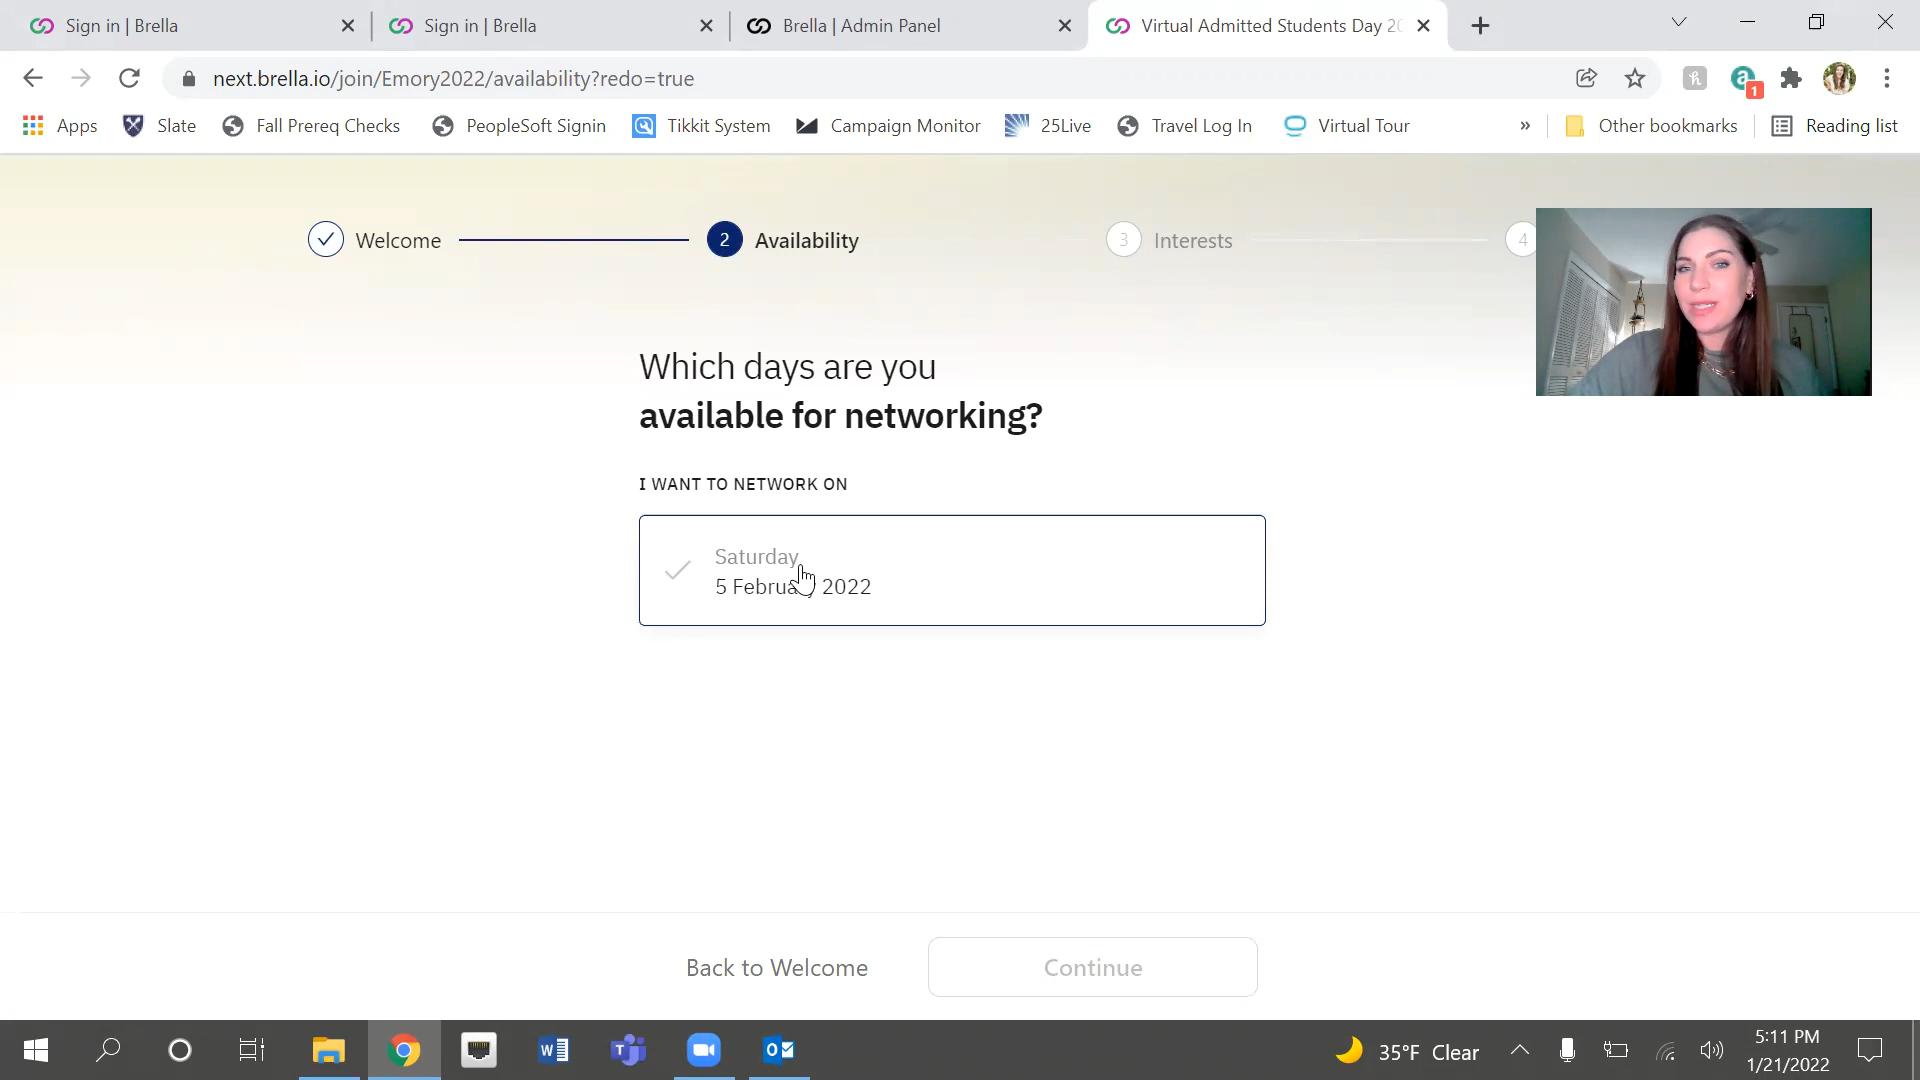 Sign in | Brella
Sign in | Brella
Brella | Admin Panel
Virtual Admitted Students Day 20
next.brella.io/join/Emory2022/availability?redo=true
1
Apps
Slate
Fall Prereq Checks
PeopleSoft Signin
Tikkit System
Campaign Monitor
25Live
Travel Log In
Virtual Tour
»
Other bookmarks
Reading list
Welcome
2 Availability
3 Interests
4
Which days are you
available for networking?
I WANT TO NETWORK ON
Saturday
5 February 2022
Back to Welcome
Continue
35°F Clear
5:11 PM
1/21/2022